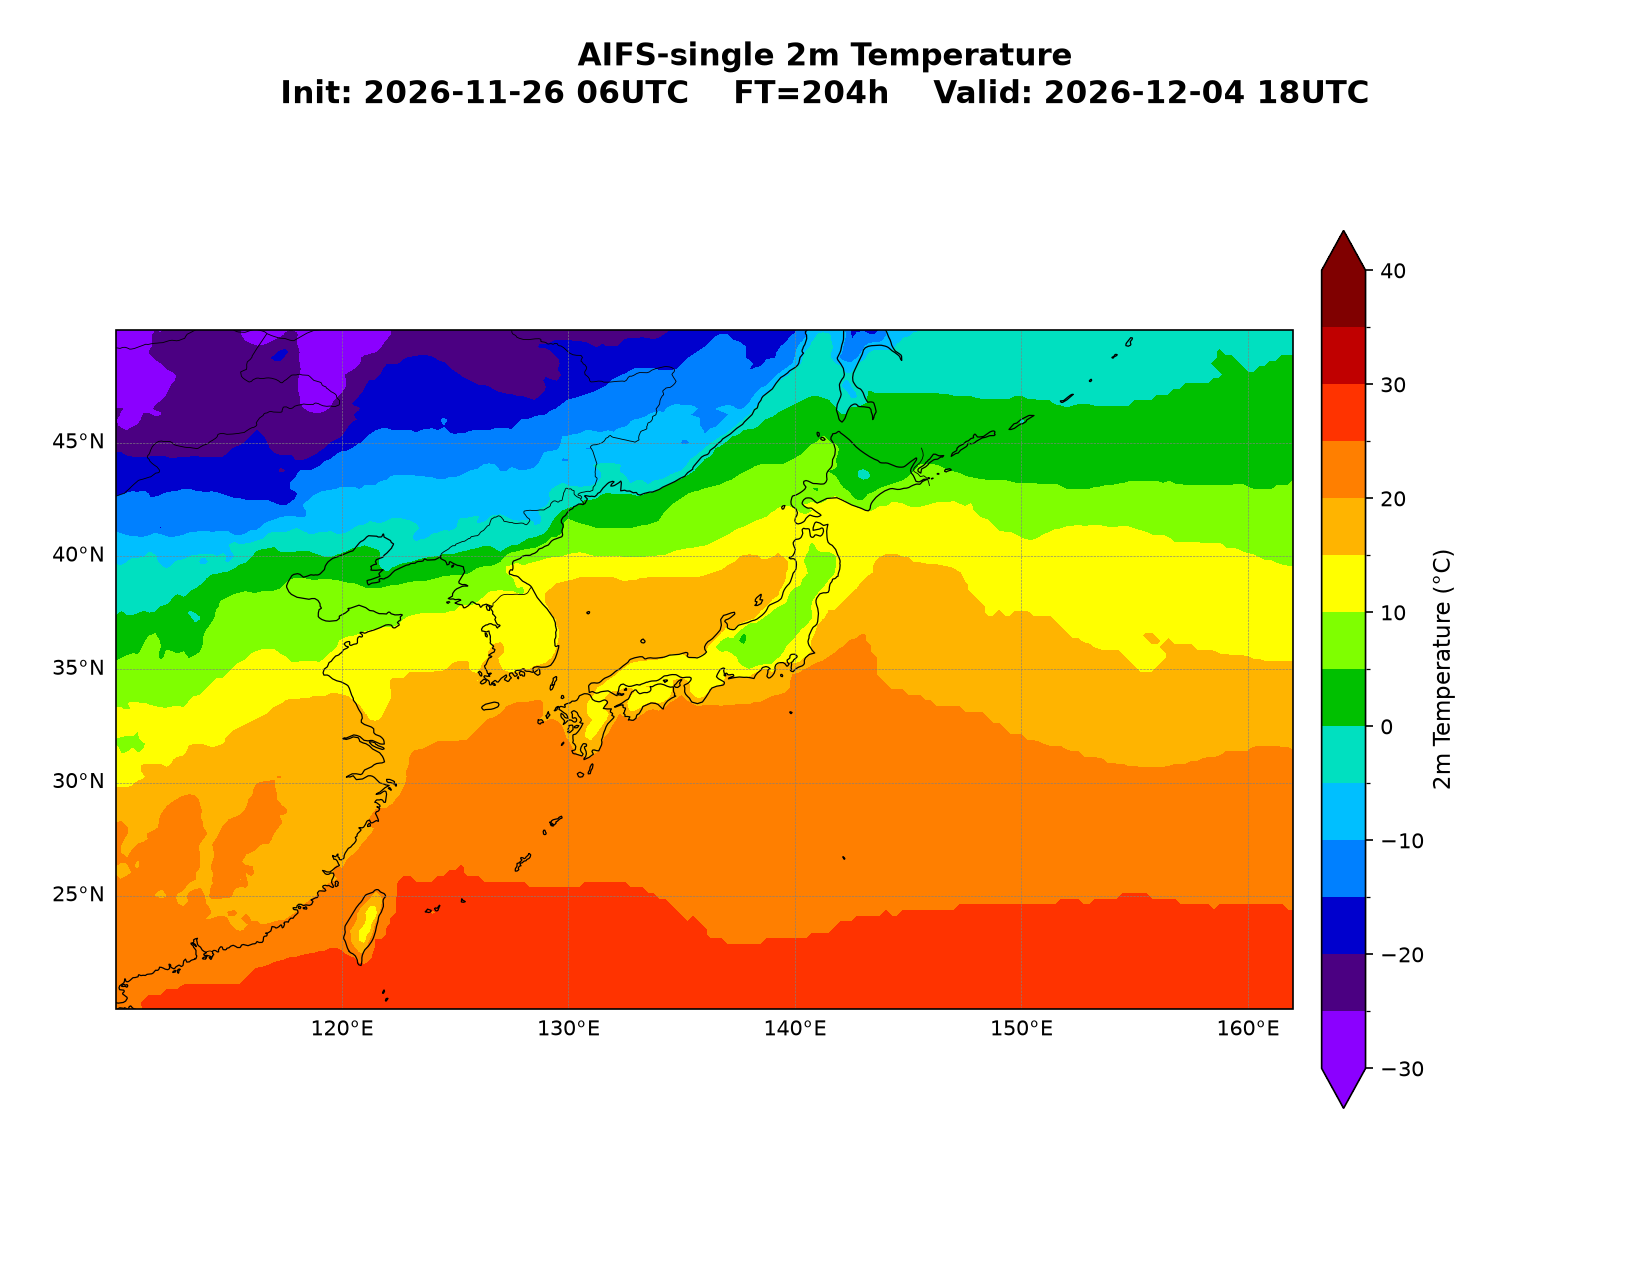 AIFS-single 2m Temperature
Init: 2026-11-26 06UTC    FT=204h    Valid: 2026-12-04 18UTC
45°N
40°N
35°N
30°N
25°N
120°E
130°E
140°E
150°E
160°E
40
30
20
10
0
−10
−20
−30
2m Temperature (°C)